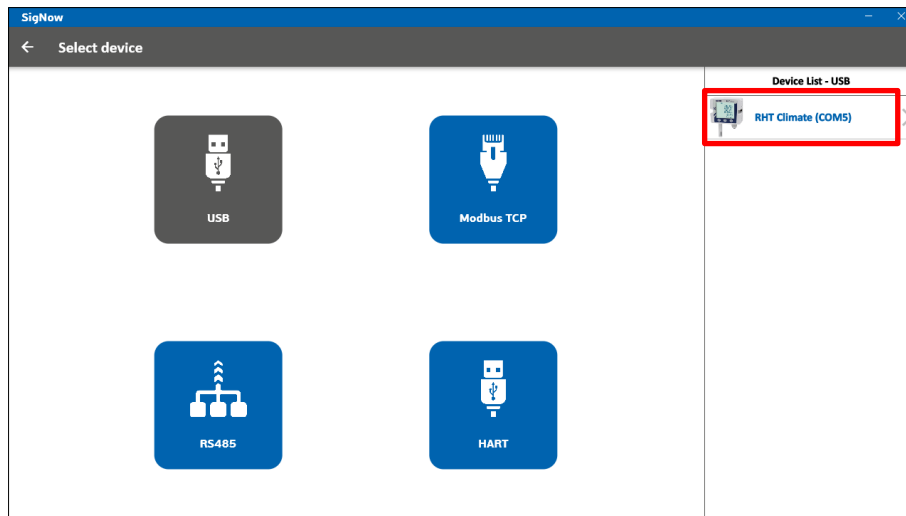 SigNow
Select device
Device List - USB
RHT Climate (COM5)
USB
Modbus TCP
RS485
HART